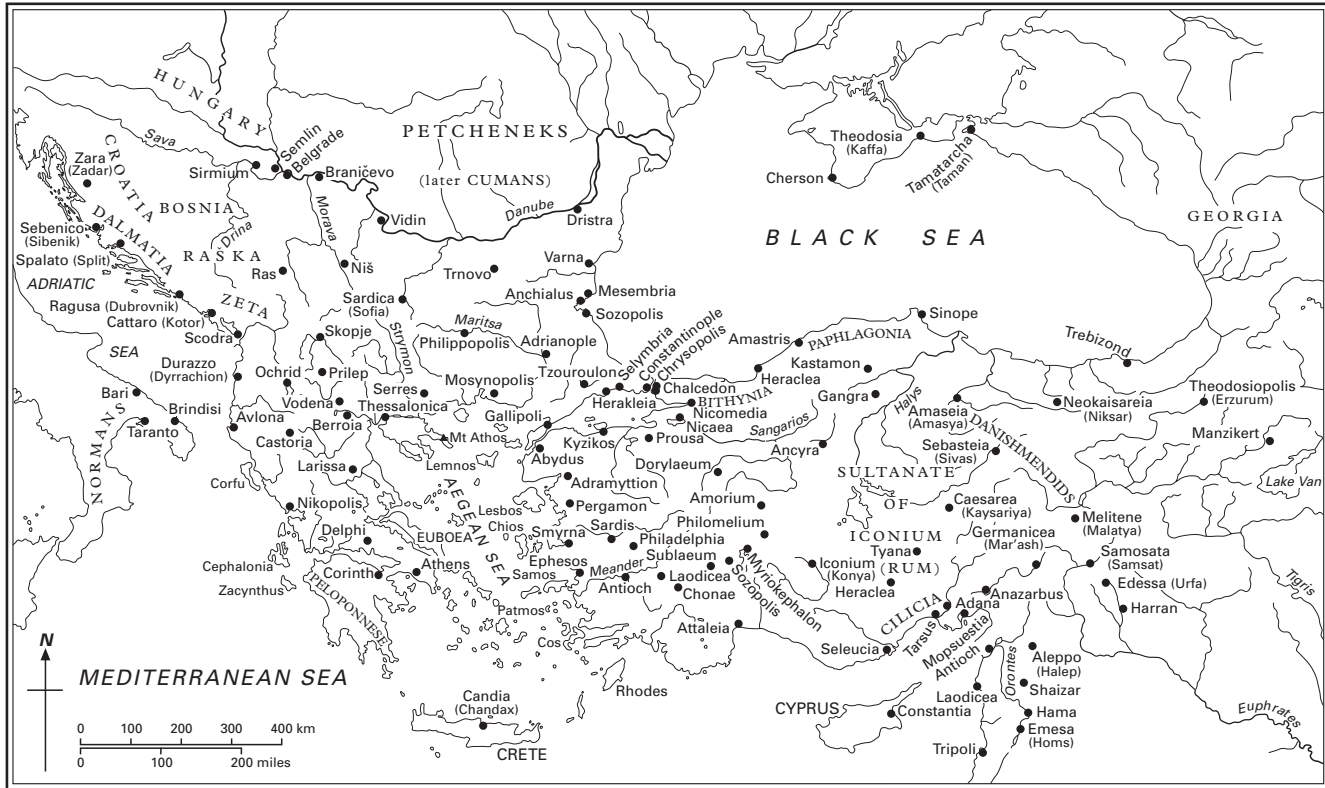 HUNGARY
Sava
Semlin
Belgrade
PETCHENEKS
(later CUMANS)
Theodosia
(Kaffa)
Tamatarcha
(Taman)
Zara
(Zadar)
CROATIA
Sirmium
Braničevo
Cherson
BOSNIA
Drina
Morava
Vidin
Danube
Dristra
GEORGIA
Sebenico
(Sibenik)
DALMATIA
Spalato (Split)
RAŠKA
BLACK SEA
ADRIATIC
SEA
Ras
Niš
Trnovo
Varna
Ragusa (Dubrovnik)
ZETA
Cattaro (Kotor)
Sardica
(Sofia)
Anchialus
Mesembria
Sozopolis
Sinope
Scodra
Skopje
Strymon
Maritsa
Philippopolis
Adrianople
Selymbria
Constantinople
Chrysopolis
Amastris
PAPHLAGONIA
Trebizond
Durazzo
(Dyrrachion)
Ochrid
Prilep
Kastamon
Bari
Brindisi
Taranto
NORMANS
Avlona
Vodena
Berroia
Serres
Thessalonica
Mosynopolis
Tzouroulon
Herakleia
Chalcedon
Heraclea
BITHYNIA
Gangra
Halys
Amaseia
(Amasya)
Neokaisareia
(Niksar)
Theodosiopolis
(Erzurum)
Castoria
Gallipoli
Nicomedia
Nicaea
Sangarios
DANISHMENDIDS
Manzikert
Mt Athos
Kyzikos
Prousa
Ancyra
Sebasteia
(Sivas)
Lemnos
Abydus
Larissa
Dorylaeum
SULTANATE
OF
ICONIUM
(RUM)
Lake Van
Corfu
AEGEAN SEA
Adramyttion
Amorium
Caesarea
(Kaysariya)
Nikopolis
Lesbos
Chios
Pergamon
Philomelium
Melitene
(Malatya)
Delphi
EUBOEA
Smyrna
Sardis
Philadelphia
Sublaeum
Germanicea
(Mar'ash)
Tyana
Samosata
(Samsat)
Cephalonia
Corinth
Athens
Ephesos
Samos
Meander
Antioch
Laodicea
Chonae
Myriokephalon
Sozopolis
Iconium
(Konya)
Heraclea
Edessa (Urfa)
Tigris
Zacynthus
PELOPONNESE
Patmos
CILICIA
Adana
Anazarbus
Harran
Cos
Attaleia
Seleucia
Tarsus
Mopsuestia
Antioch
Orontes
Aleppo
(Halep)
N
MEDITERRANEAN SEA
Rhodes
Laodicea
Shaizar
Candia
(Chandax)
CYPRUS
Constantia
Hama
Euphrates
Emesa
(Homs)
0 100 200 300 400 km
CRETE
Tripoli
0 200 miles